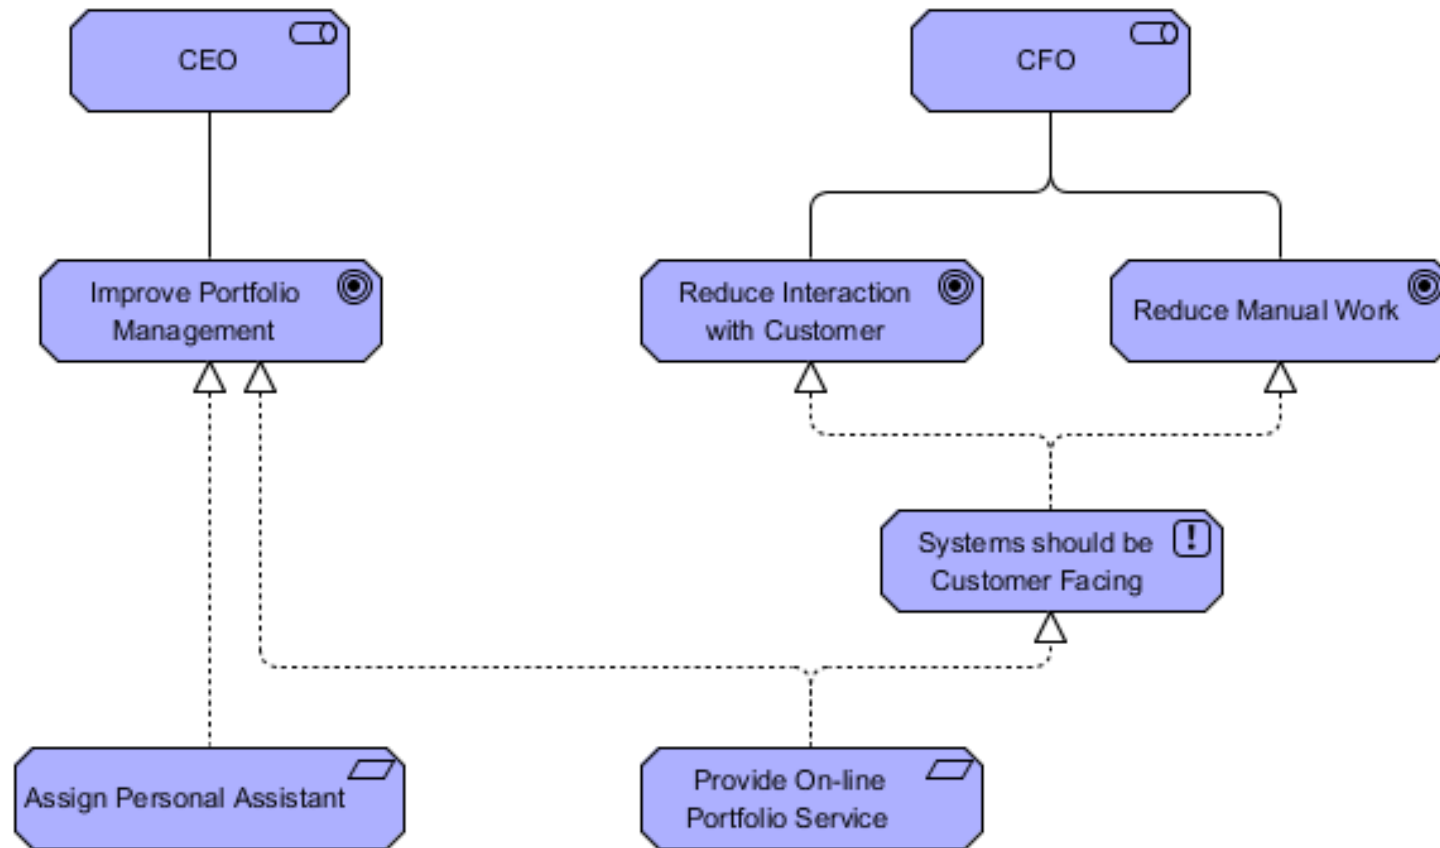 CEO
CFO
Improve Portfolio
Management
Reduce Interaction
with Customer
Reduce Manual Work
Systems should be
Customer Facing
!
Assign Personal Assistant
Provide On-line
Portfolio Service